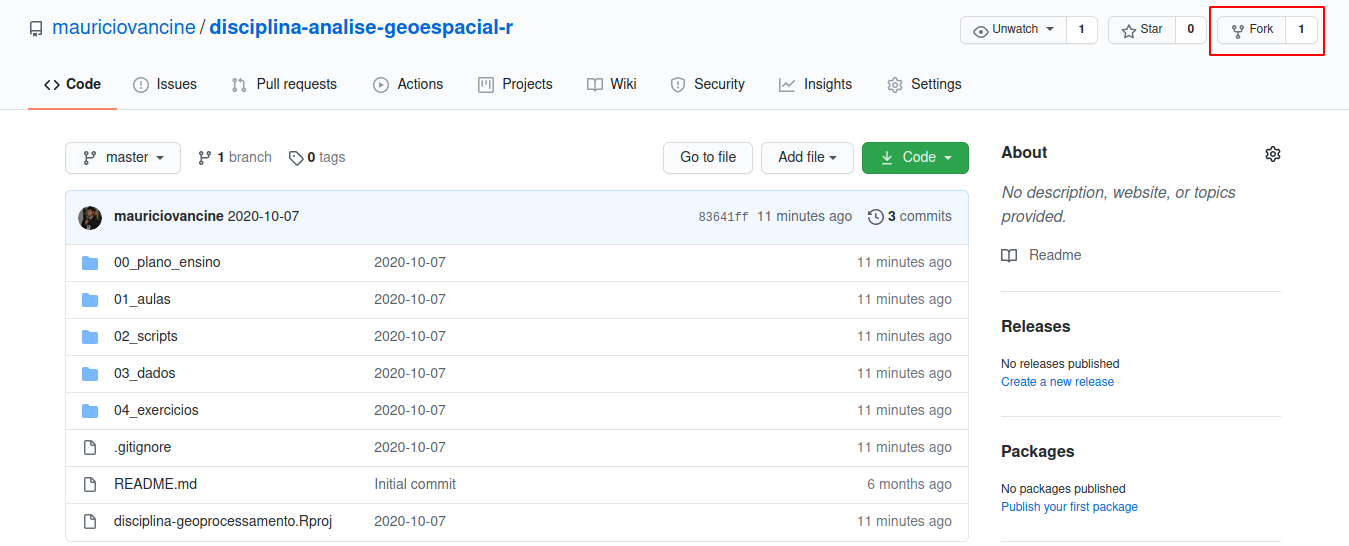 mauriciovancine / disciplina-analise-geoespacial-r
Unwatch 1 Star 0 Fork 1
Code Issues Pull requests Actions Projects Wiki Security Insights Settings
master 1 branch 0 tags Go to file Add file Code
mauriciovancine 2020-10-07 83641ff 11 minutes ago 3 commits
00_plano_ensino 2020-10-07 11 minutes ago
01_aulas 2020-10-07 11 minutes ago
02_scripts 2020-10-07 11 minutes ago
03_dados 2020-10-07 11 minutes ago
04_exercicios 2020-10-07 11 minutes ago
.gitignore 2020-10-07 11 minutes ago
README.md Initial commit 6 months ago
disciplina-geoprocessamento.Rproj 2020-10-07 11 minutes ago
About
No description, website, or topics
provided.
Readme
Releases
No releases published
Create a new release
Packages
No packages published
Publish your first package